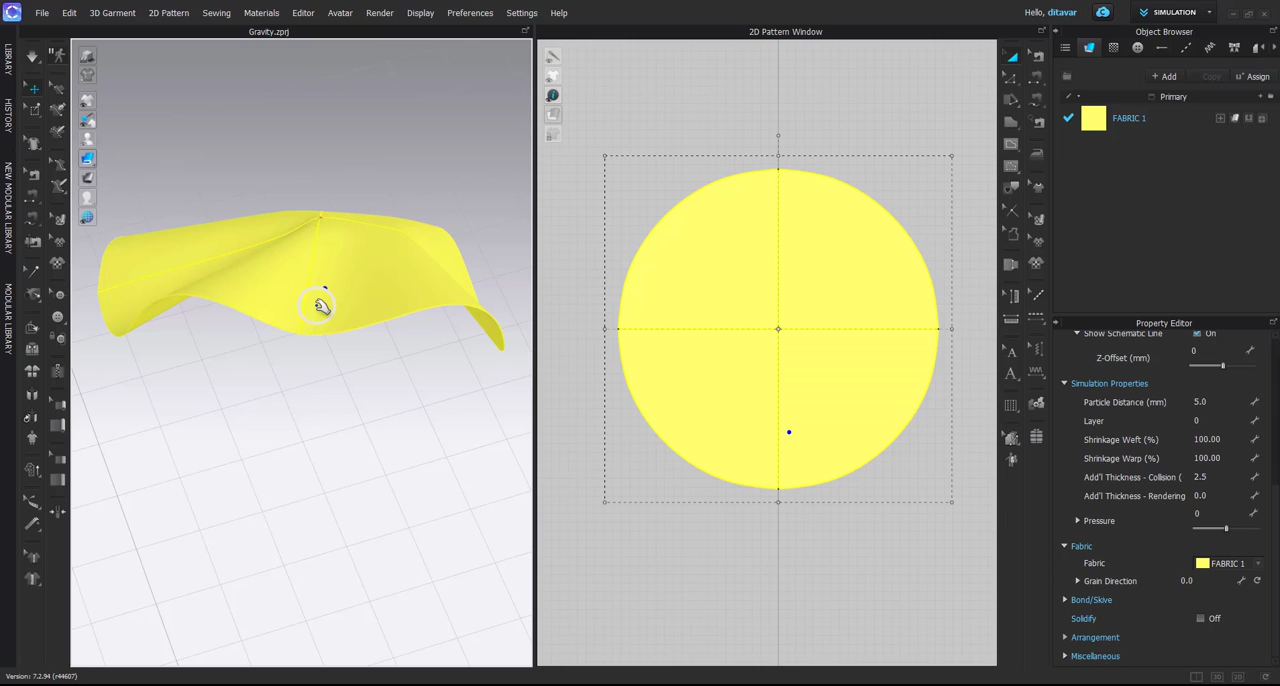 File Edit 3D Garment 2D Pattern Sewing Materials Editor Avatar Render Display Preferences Settings Help
Hello, ditavar
SIMULATION
Gravity.zprj
2D Pattern Window
Object Browser
LIBRARY
HISTORY
NEW MODULAR LIBRARY
MODULAR LIBRARY
+ Add
Copy
Assign
Primary
FABRIC 1
Property Editor
Show Schematic Line On
Z-Offset (mm) 0
Simulation Properties
Particle Distance (mm) 5.0
Layer 0
Shrinkage Weft (%) 100.00
Shrinkage Warp (%) 100.00
Add'l Thickness - Collision ( 2.5
Add'l Thickness - Rendering 0.0
Pressure 0
Fabric
Fabric FABRIC 1
Grain Direction 0.0
Bond/Skive
Solidify Off
Arrangement
Miscellaneous
Version: 7.2.94 (r44607)
3D
2D